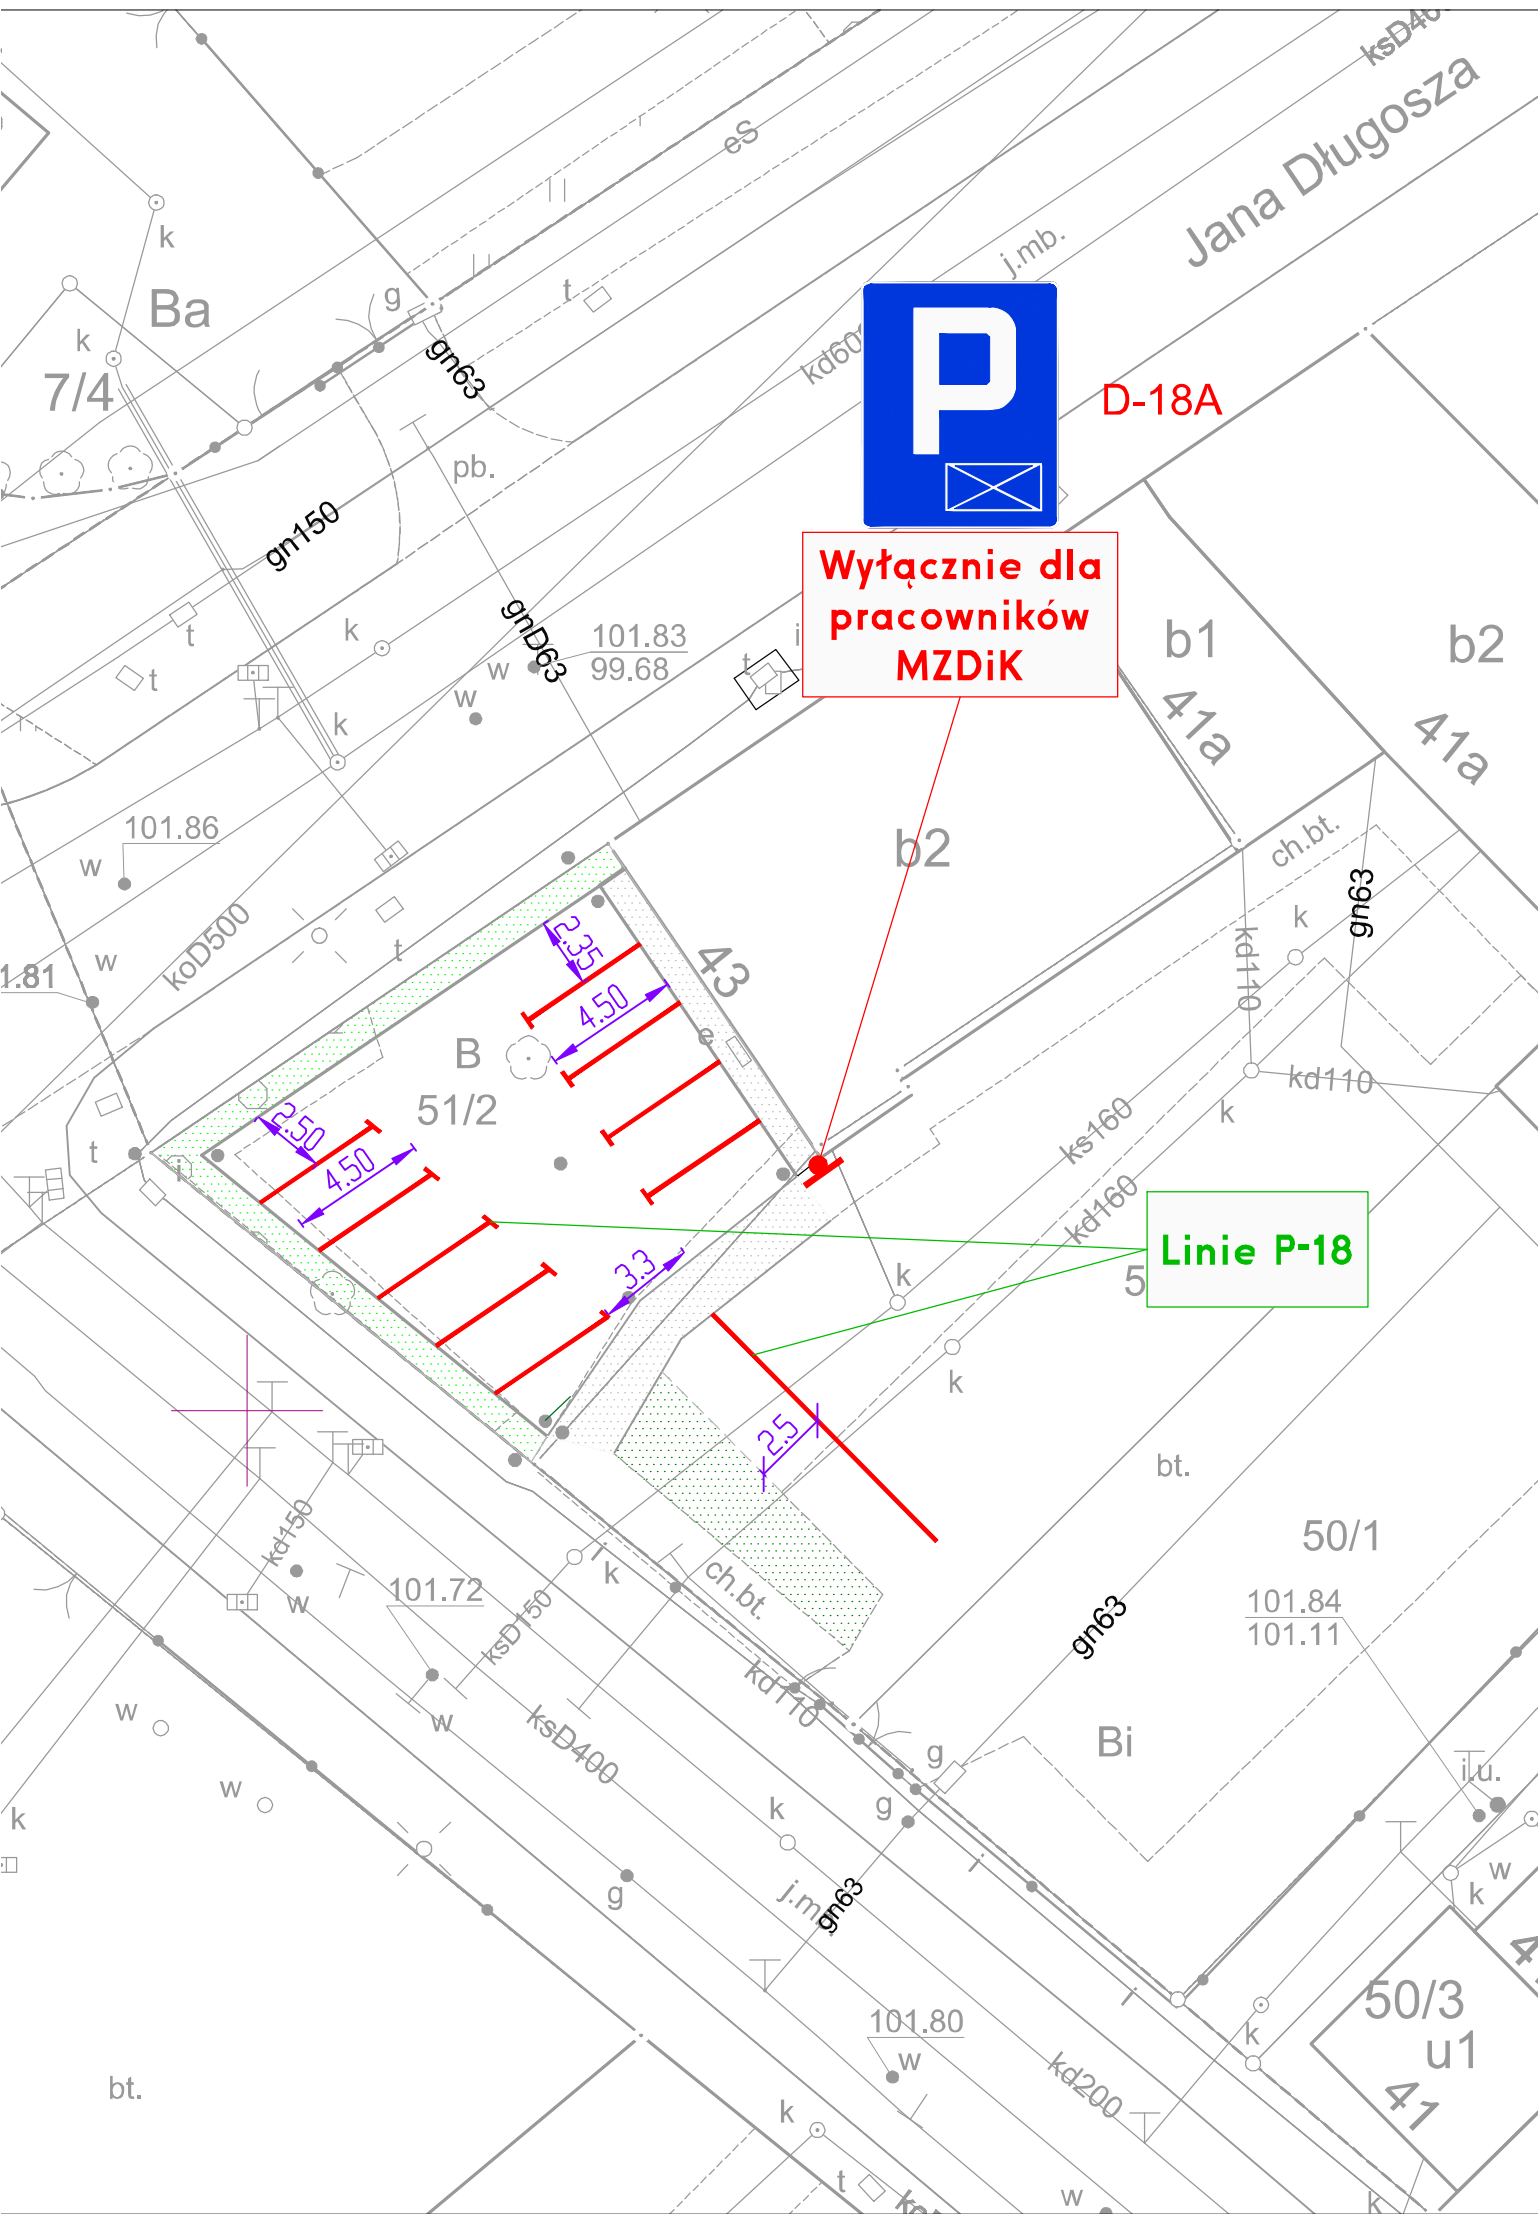 ksD40
Jana Długosza
eS
k
Ba
j.mb.
g
t
k
7/4
gn63
kd60
P
D-18A
pb.
gn150
Wyłącznie dla
pracowników
MZDiK
gnD63
101.83
99.68
i
t
k
w
w
t
t
k
b1
b2
41a
41a
101.86
w
b2
ch.bt.
gn63
k
koD500
w
t
1.81
43
kd110
2.35
4.50
e
B
51/2
kd110
k
2.50
4.50
ks160
t
i
kd160
Linie P-18
3.3
k
5
k
2.5
bt.
kd150
50/1
i
k
101.72
w
ch.bt.
ksD150
gn63
101.84
101.11
kd110
w
w
ksD400
Bi
g
i.u.
w
k
k
g
w
k
i
g
j.m
gn63
4
50/3
i
101.80
w
k
u1
kd200
41
bt.
k
t
w
k